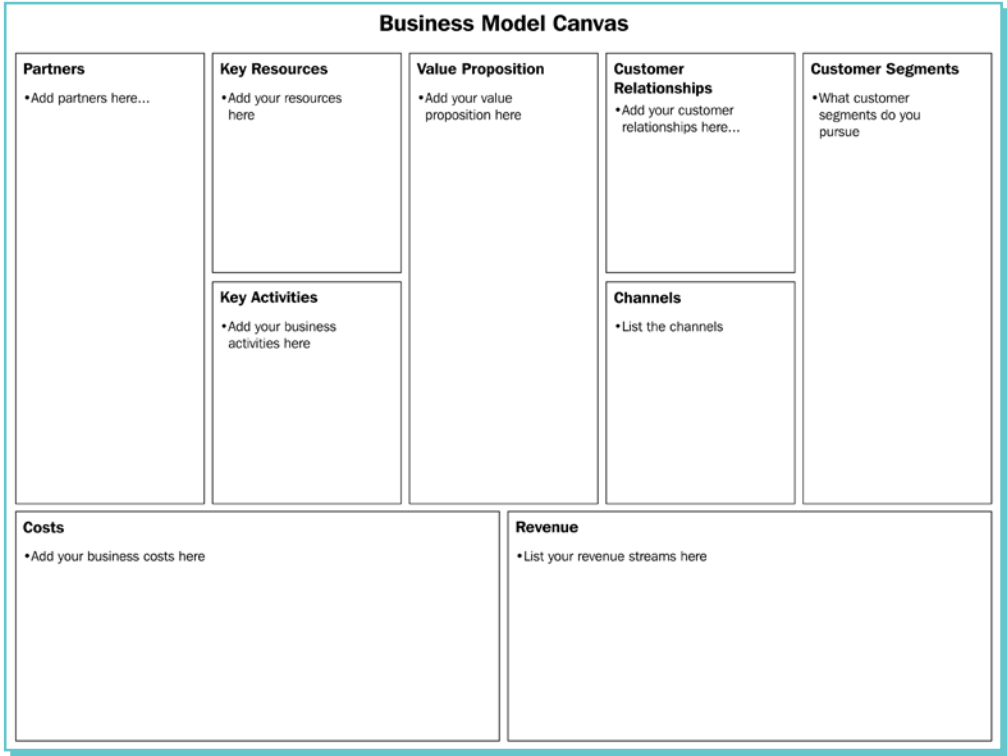 Business Model Canvas
Partners
•Add partners here...
Key Resources
•Add your resources
here
Key Activities
•Add your business
activities here
Value Proposition
•Add your value
proposition here
Customer
Relationships
•Add your customer
relationships here...
Channels
•List the channels
Customer Segments
•What customer
segments do you
pursue
Costs
•Add your business costs here
Revenue
•List your revenue streams here